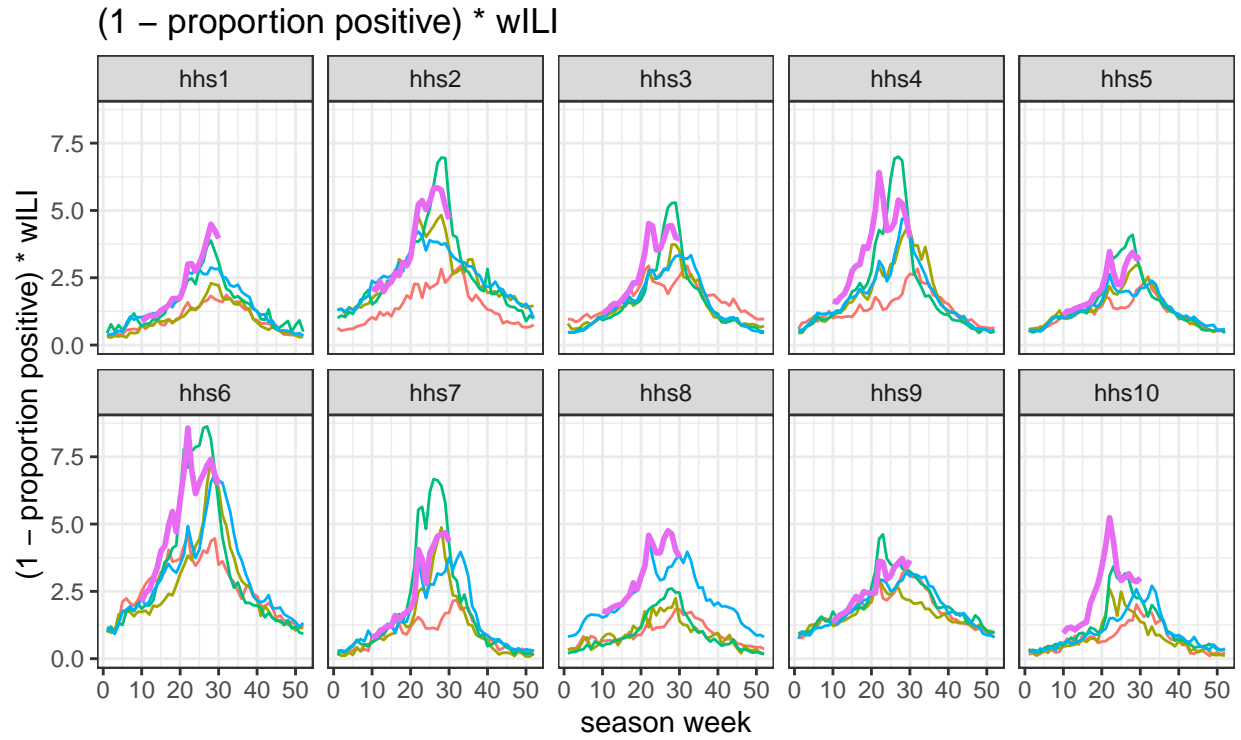 (1 − proportion positive) * wILI
hhs1 hhs2 hhs3 hhs4 hhs5
7.5
5.0
2.5
0.0
hhs6 hhs7 hhs8 hhs9 hhs10
7.5
5.0
2.5
0.0
(1 − proportion positive) * wILI
0 10 20 30 40 50 0 10 20 30 40 50 0 10 20 30 40 50 0 10 20 30 40 50 0 10 20 30 40 50
season week